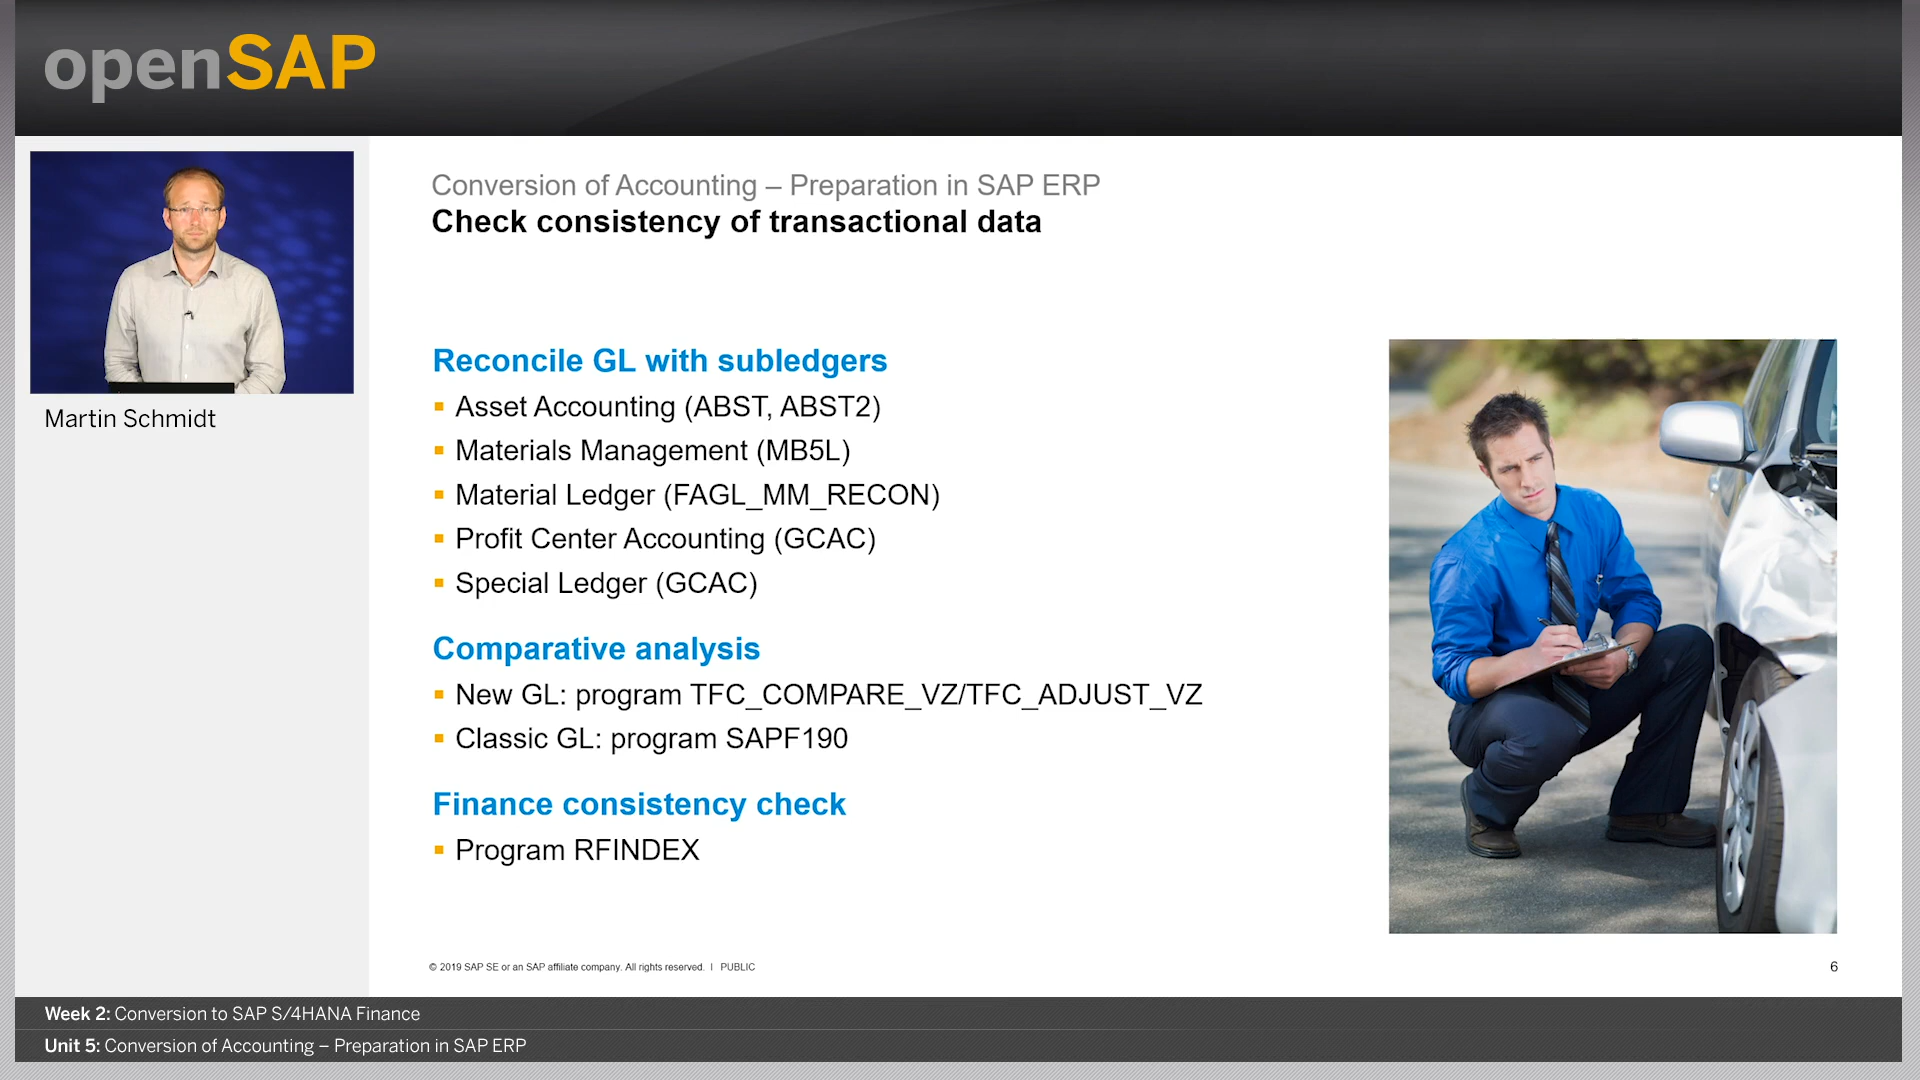 openSAP
Martin Schmidt
Conversion of Accounting – Preparation in SAP ERP
Check consistency of transactional data
Reconcile GL with subledgers
▪ Asset Accounting (ABST, ABST2)
▪ Materials Management (MB5L)
▪ Material Ledger (FAGL_MM_RECON)
▪ Profit Center Accounting (GCAC)
▪ Special Ledger (GCAC)
Comparative analysis
▪ New GL: program TFC_COMPARE_VZ/TFC_ADJUST_VZ
▪ Classic GL: program SAPF190
Finance consistency check
▪ Program RFINDEX
© 2019 SAP SE or an SAP affiliate company. All rights reserved. I PUBLIC
6
Week 2: Conversion to SAP S/4HANA Finance
Unit 5: Conversion of Accounting – Preparation in SAP ERP